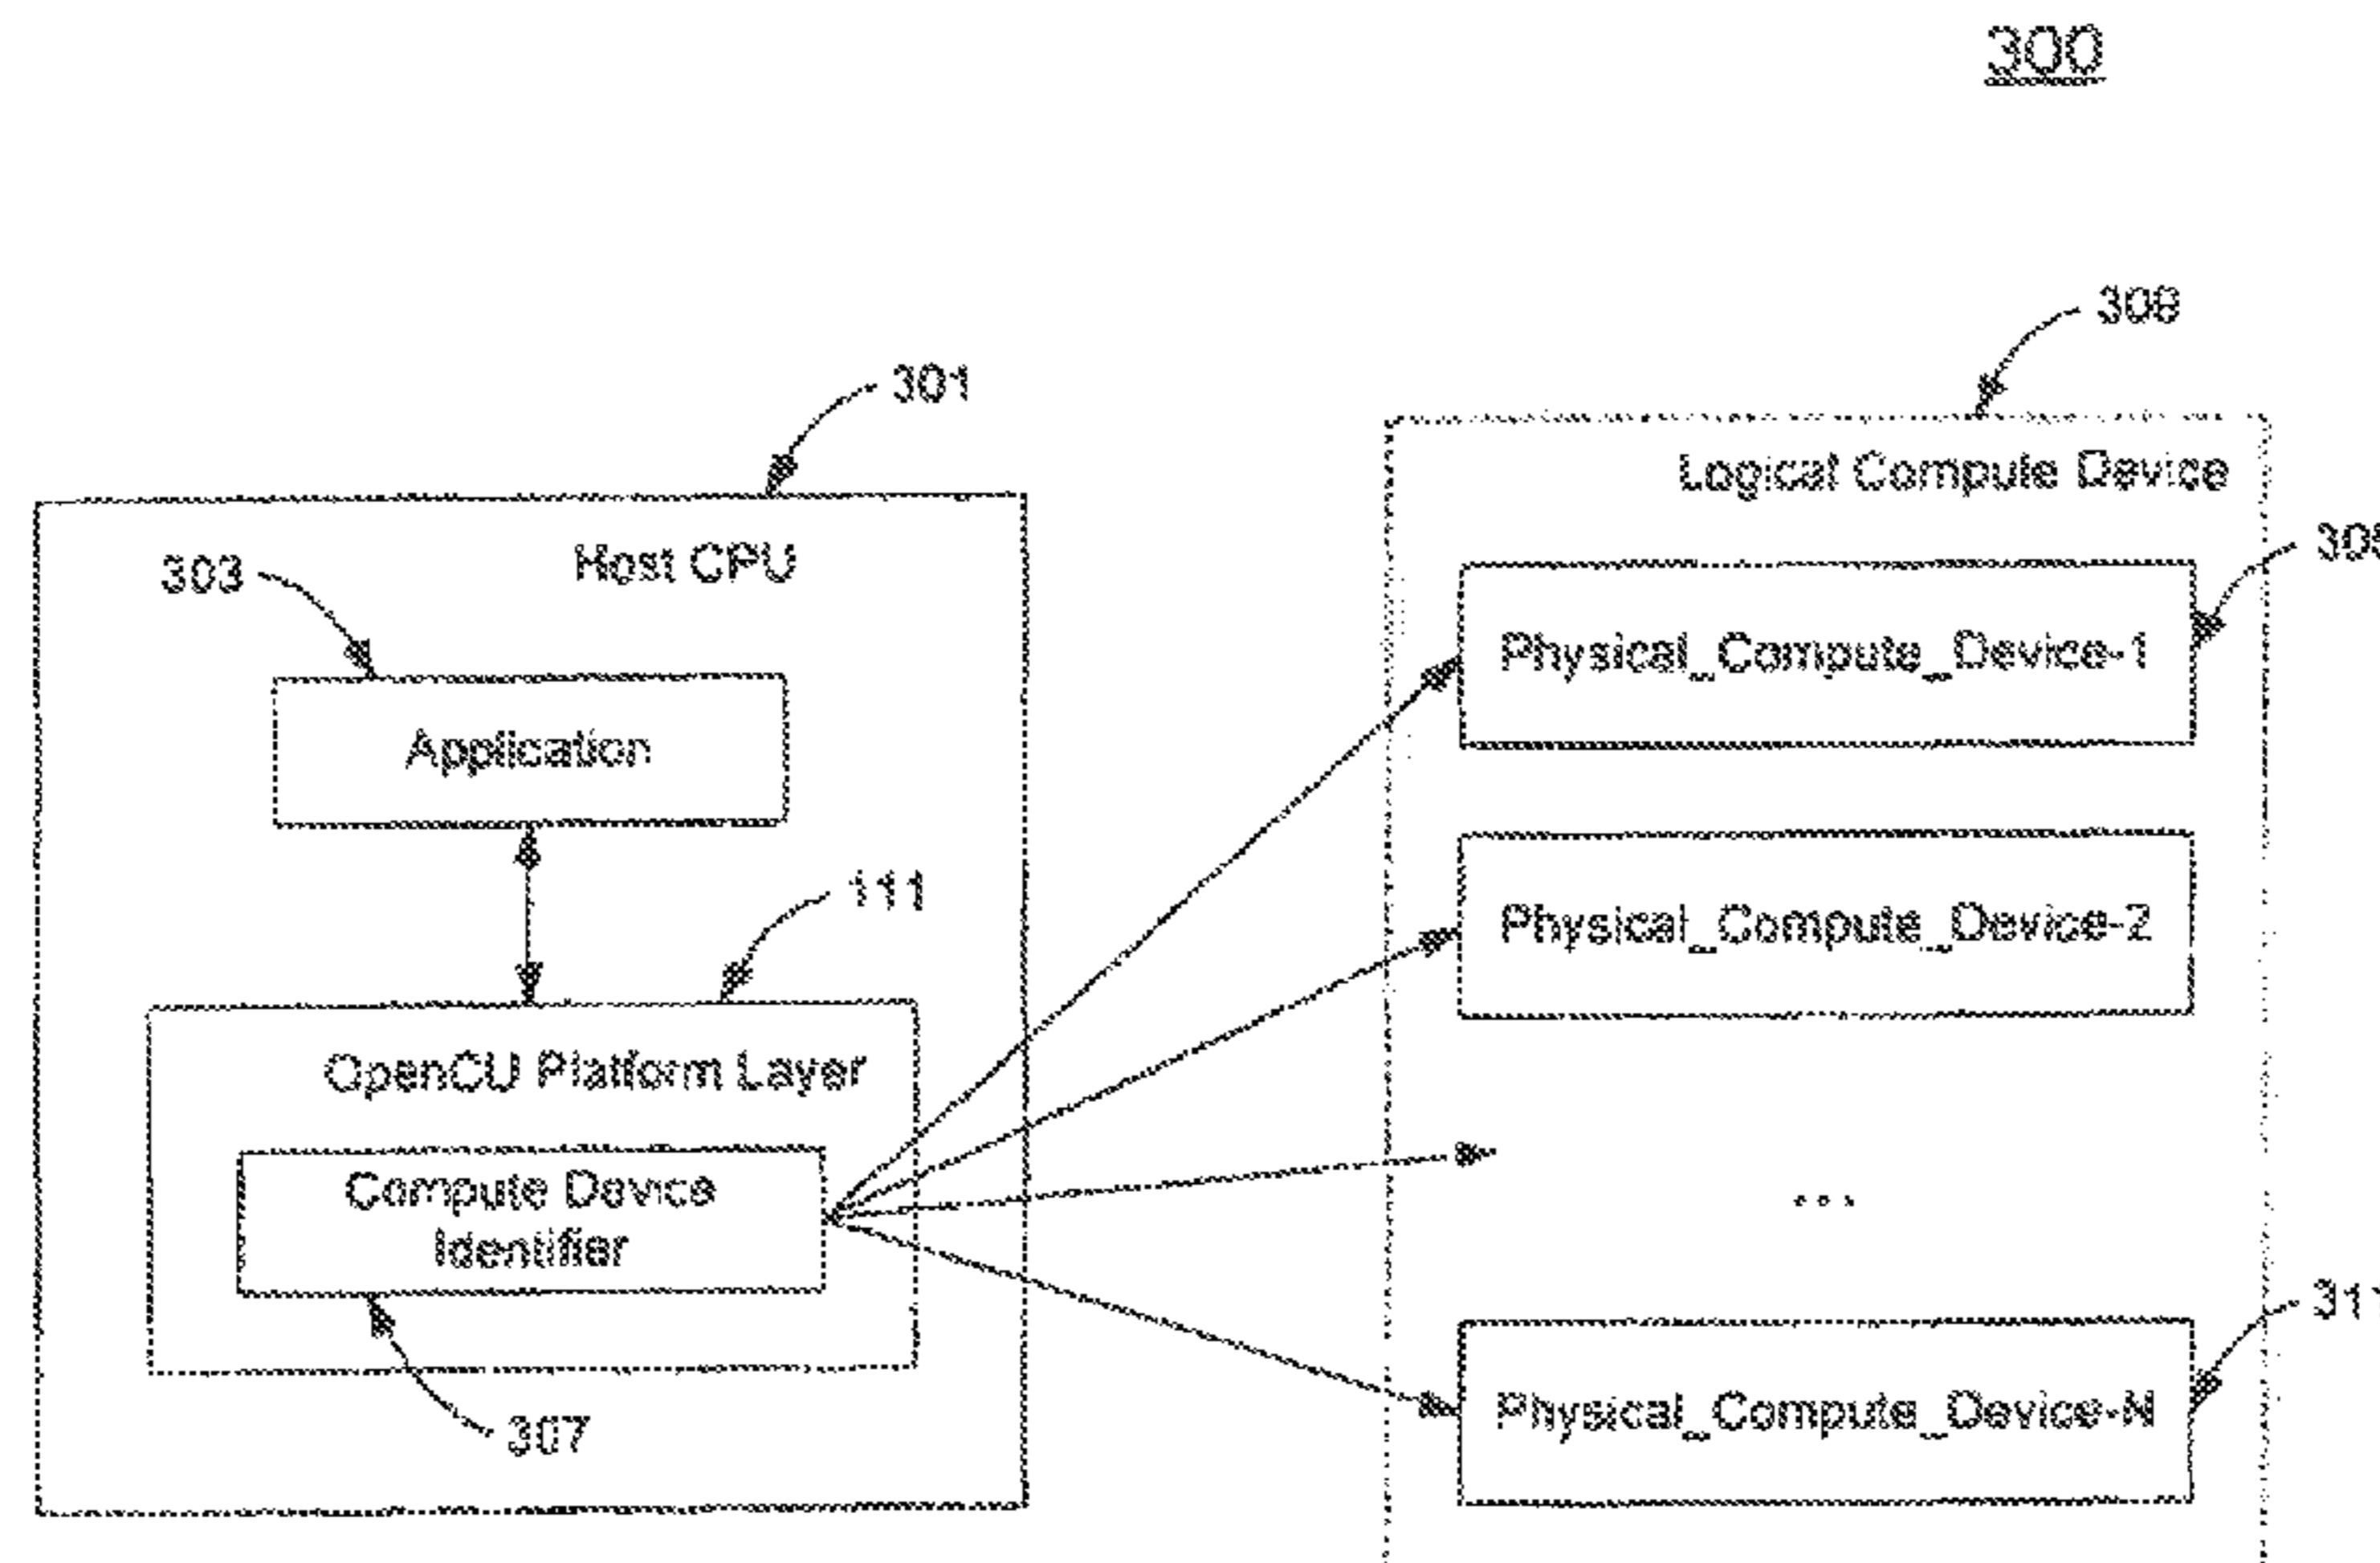 300
309
301
Logical Compute Device
Host CPU
303
Physical_Compute_Device-1
Application
111
Physical_Compute_Device-2
OpenCU Platform Layer
Compute Device
Identifier
...
307
Physical_Compute_Device-N